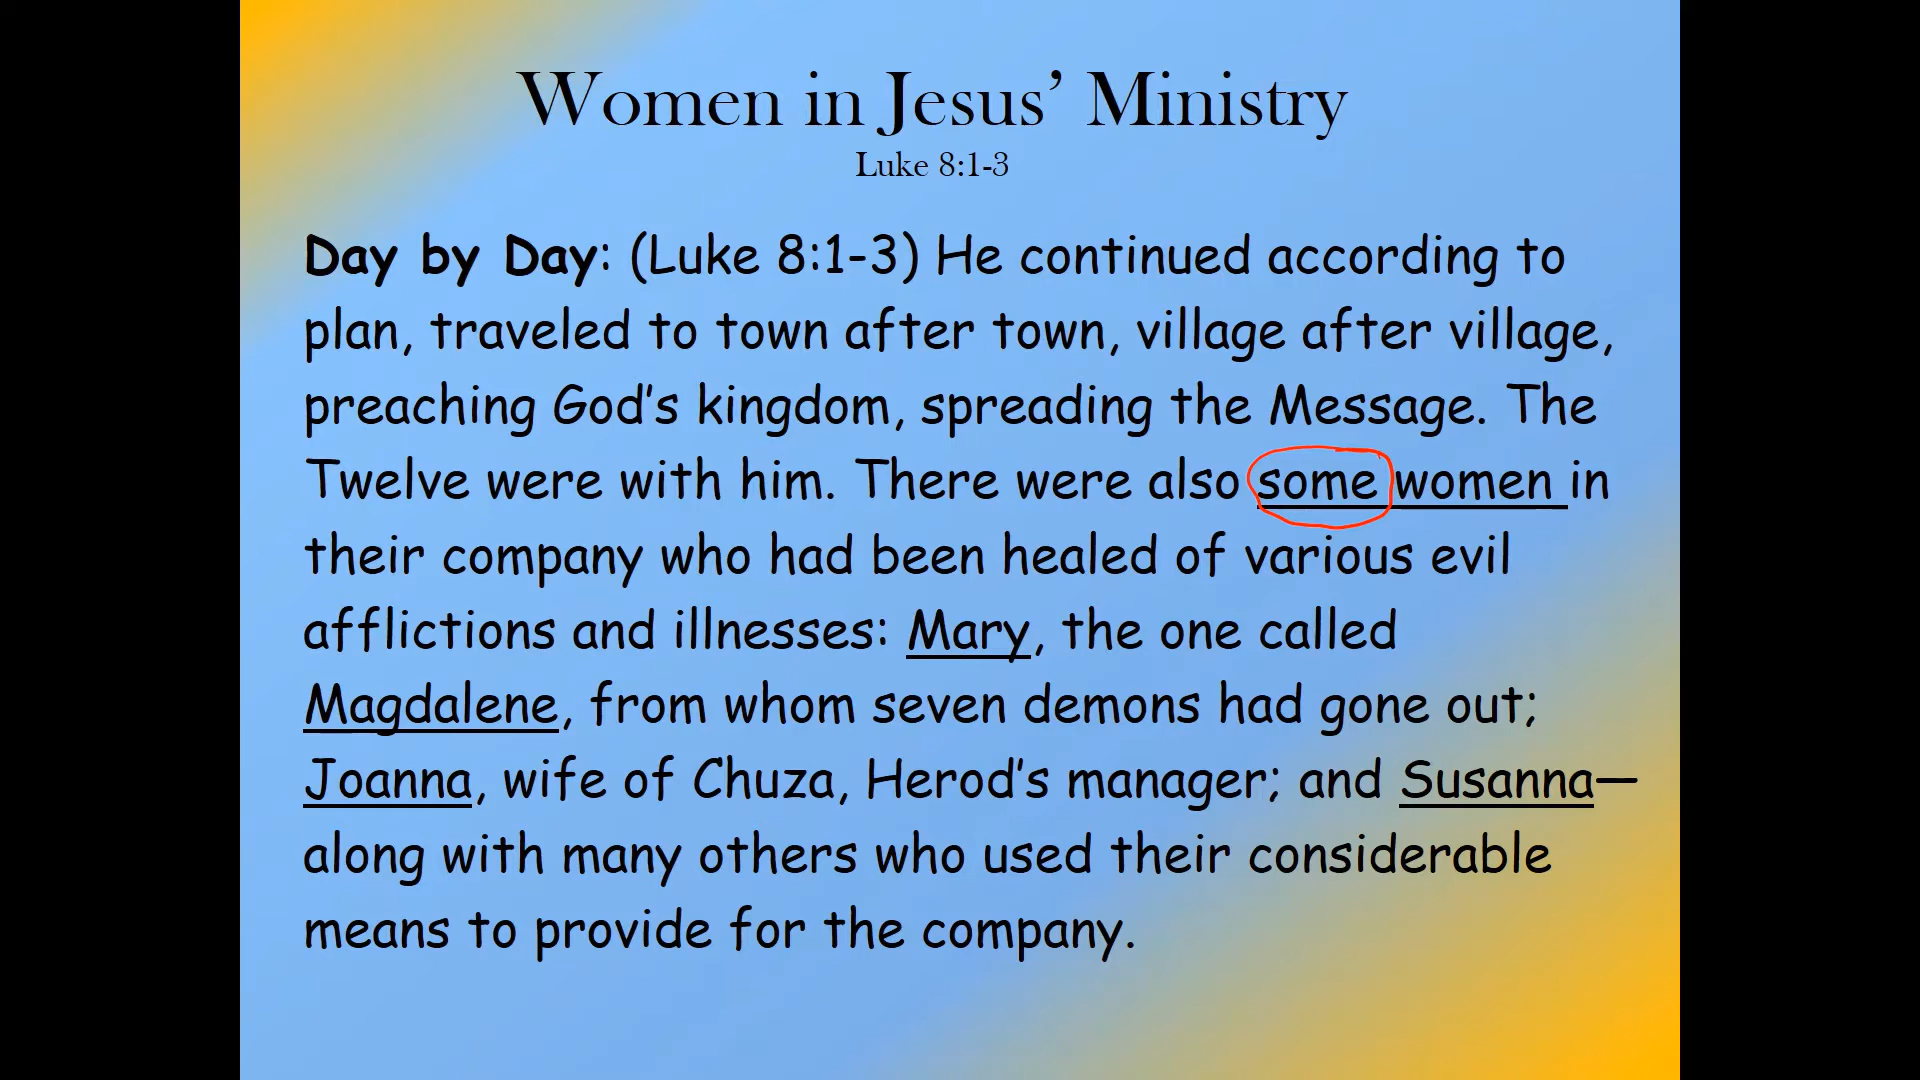 Women in Jesus’ Ministry
Luke 8:1-3
Day by Day: (Luke 8:1-3) He continued according to
plan, traveled to town after town, village after village,
preaching God’s kingdom, spreading the Message. The
Twelve were with him. There were also some women in
their company who had been healed of various evil
afflictions and illnesses: Mary, the one called
Magdalene, from whom seven demons had gone out;
Joanna, wife of Chuza, Herod’s manager; and Susanna—
along with many others who used their considerable
means to provide for the company.